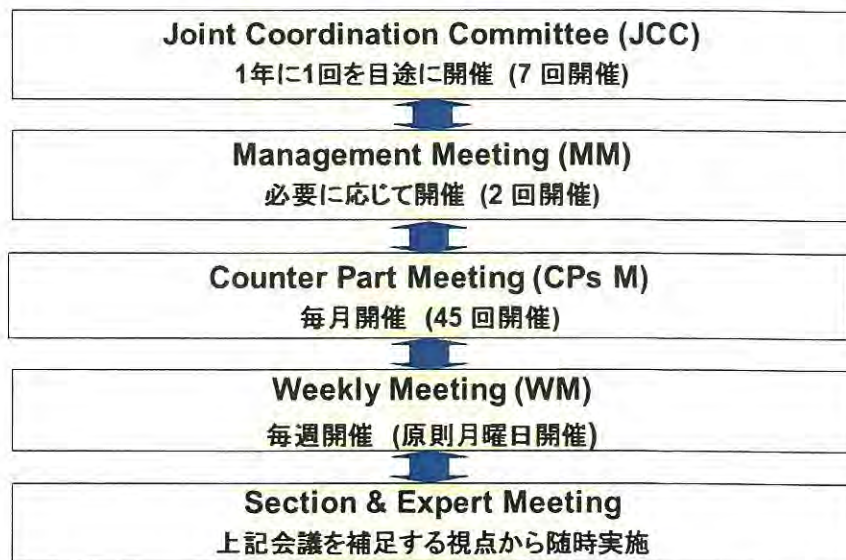 Joint Coordination Committee (JCC)
1年に1回を目途に開催 (7 回開催)
Management Meeting (MM)
必要に応じて開催 (2 回開催)
Counter Part Meeting (CPs M)
毎月開催 (45 回開催)
Weekly Meeting (WM)
毎週開催 (原則月曜日開催)
Section & Expert Meeting
上記会議を補足する視点から随時実施